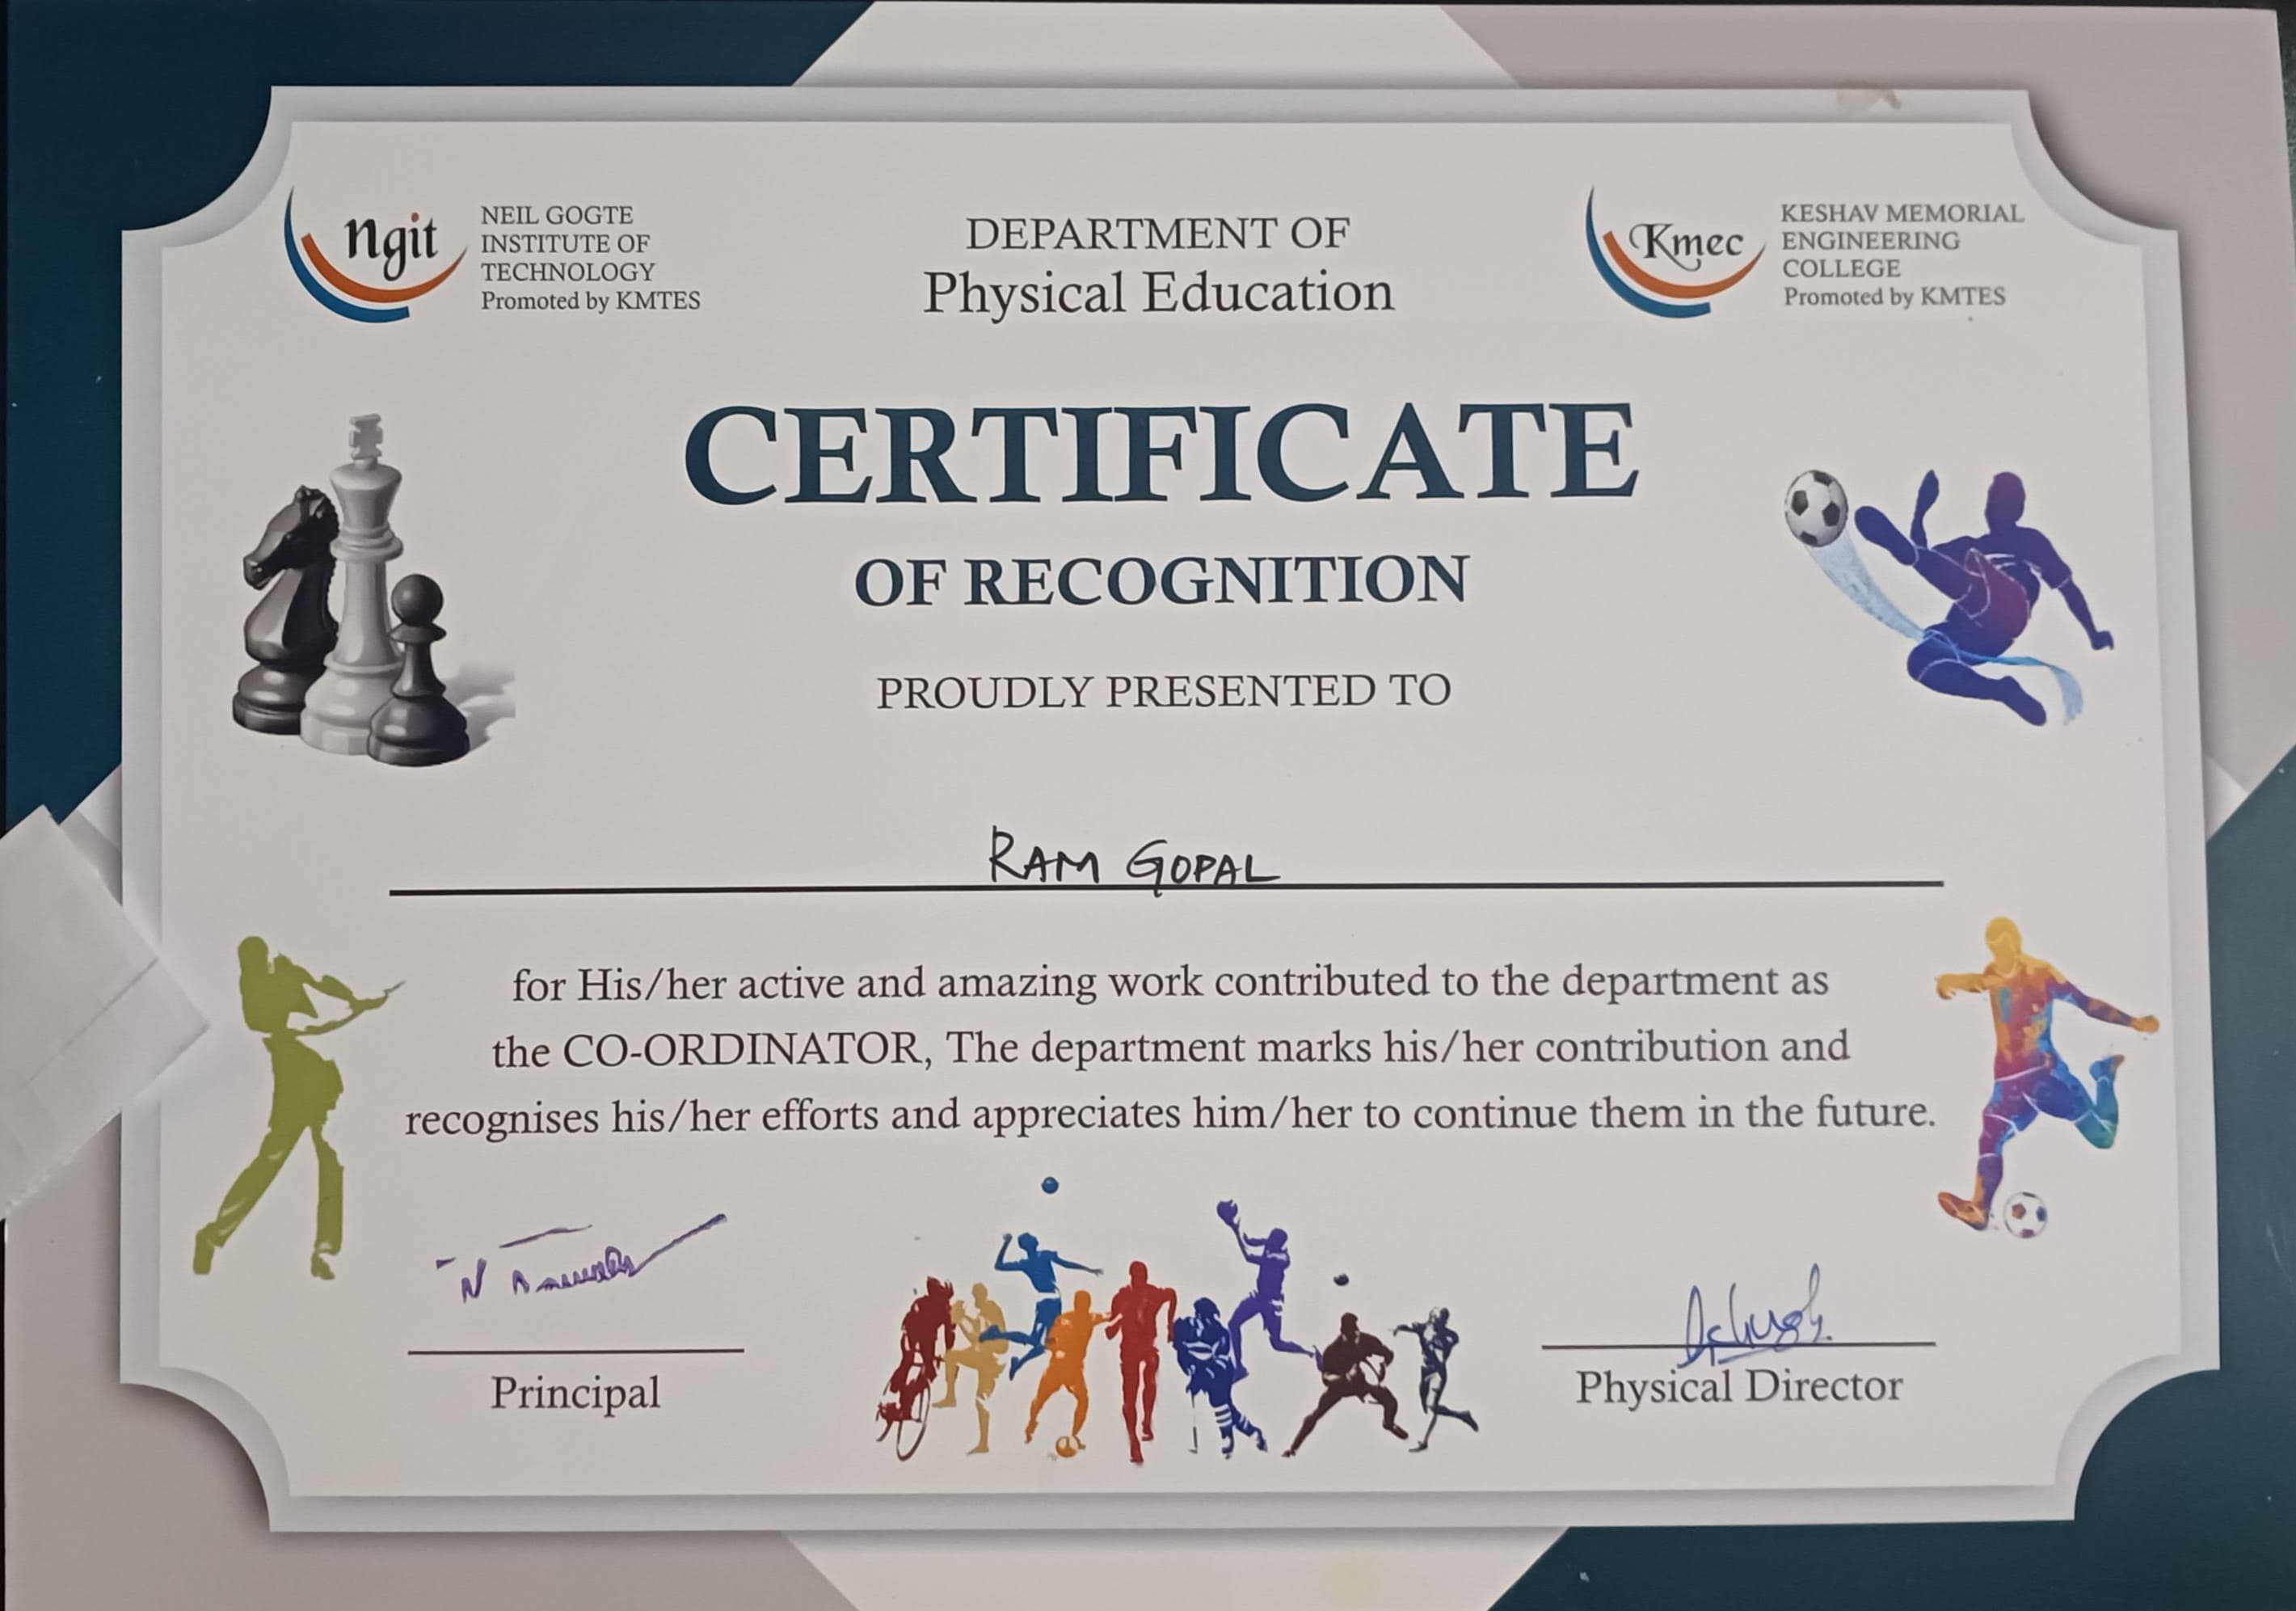 ngit
NEIL GOGTE
INSTITUTE OF
TECHNOLOGY
Promoted by KMTES
DEPARTMENT OF
Physical Education
Kmec
KESHAV MEMORIAL
ENGINEERING
COLLEGE
Promoted by KMTES
CERTIFICATE
OF RECOGNITION
PROUDLY PRESENTED TO
RAM GOPAL
for His/her active and amazing work contributed to the department as
the CO-ORDINATOR, The department marks his/her contribution and
recognises his/her efforts and appreciates him/her to continue them in the future.
Principal
Physical Director